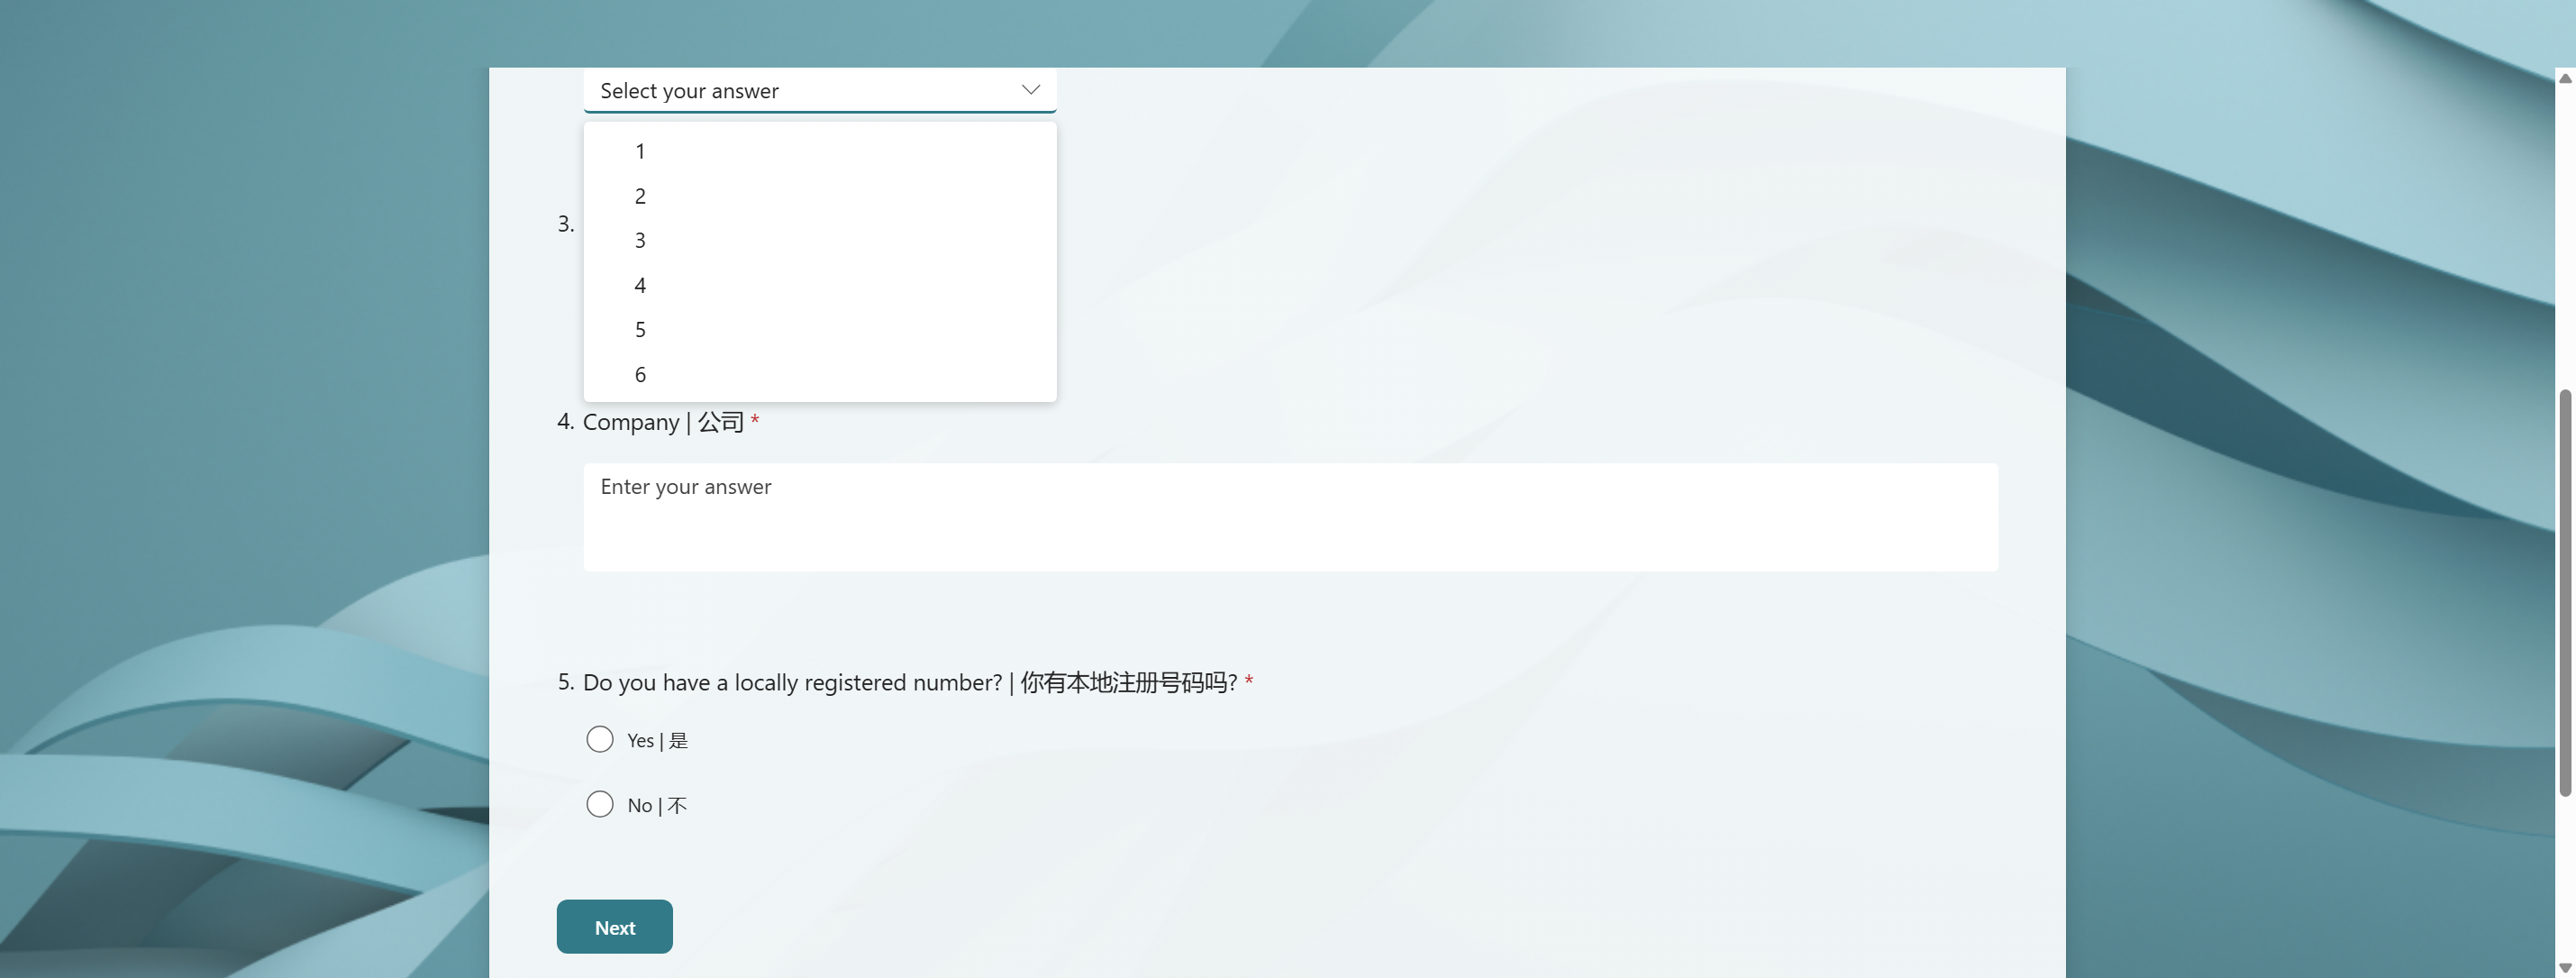 Select your answer
1
2
3
4
5
6
3.
4. Company | 公司 *
Enter your answer
5. Do you have a locally registered number? | 你有本地注册号码吗? *
Yes | 是
No | 不
Next